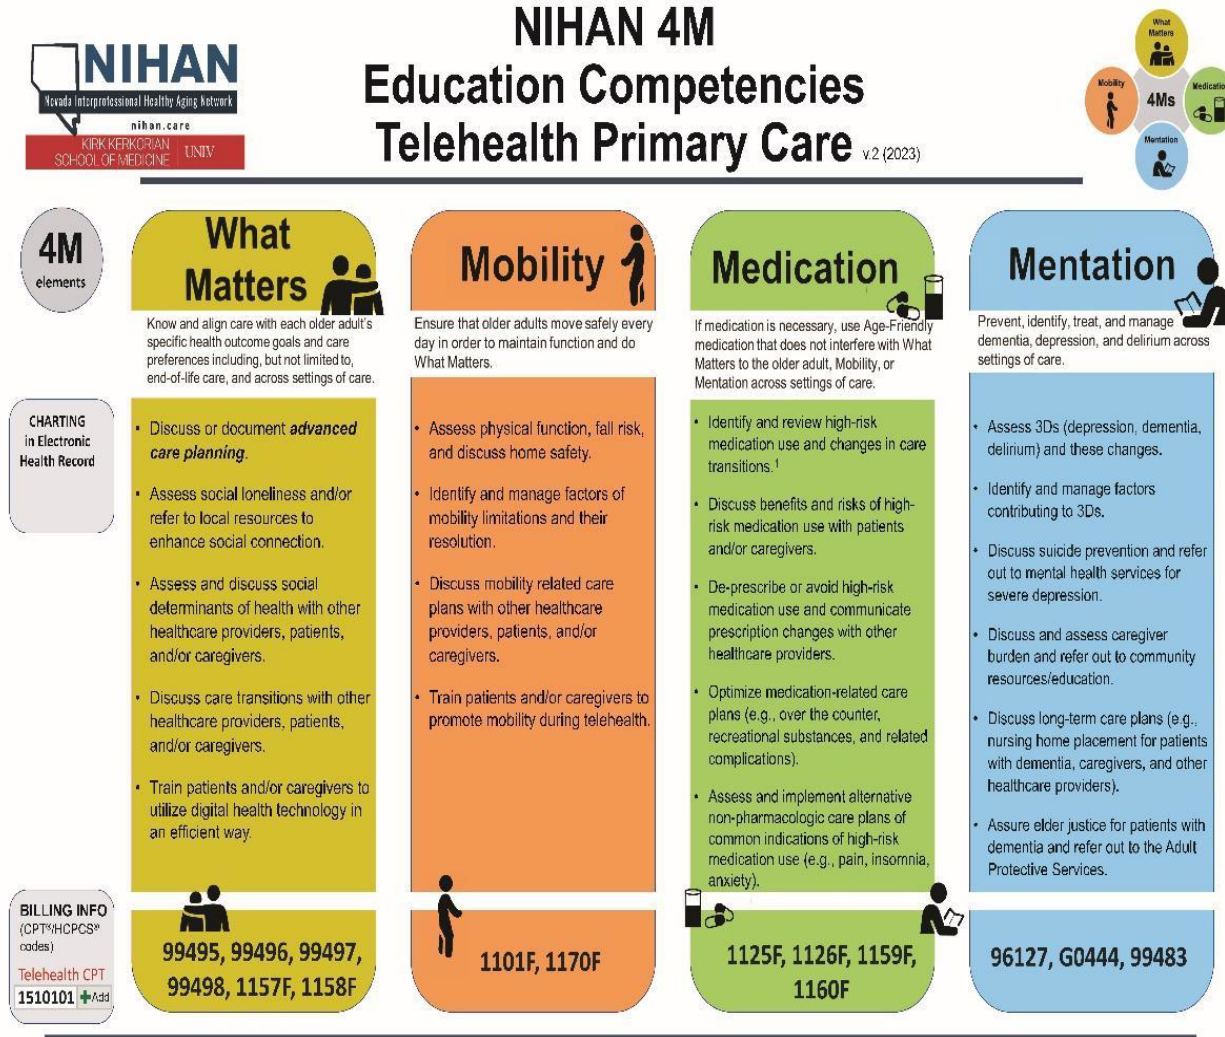 NIHAN
Nevada Interprofessional Healthy Aging Network
nihan.care
KIRK KERKORIAN
SCHOOL OF MEDICINE
UNLV
NIHAN 4M
Education Competencies
Telehealth Primary Care v.2 (2023)
What
Matters
Mobility
4Ms
Medication
Mentation
4M
elements
What
Matters
Know and align care with each older adult's
specific health outcome goals and care
preferences including, but not limited to,
end-of-life care, and across settings of care.
Mobility
Ensure that older adults move safely every
day in order to maintain function and do
What Matters.
Medication
If medication is necessary, use Age-Friendly
medication that does not interfere with What
Matters to the older adult, Mobility, or
Mentation across settings of care.
Mentation
Prevent, identify, treat, and manage
dementia, depression, and delirium across
settings of care.
CHARTING
in Electronic
Health Record
• Discuss or document advanced
care planning.
• Assess social loneliness and/or
refer to local resources to
enhance social connection.
• Assess and discuss social
determinants of health with other
healthcare providers, patients,
and/or caregivers.
• Discuss care transitions with other
healthcare providers, patients,
and/or caregivers.
• Train patients and/or caregivers to
utilize digital health technology in
an efficient way.
• Assess physical function, fall risk,
and discuss home safety.
• Identify and manage factors of
mobility limitations and their
resolution.
• Discuss mobility related care
plans with other healthcare
providers, patients, and/or
caregivers.
• Train patients and/or caregivers to
promote mobility during telehealth.
• Identify and review high-risk
medication use and changes in care
transitions.¹
• Discuss benefits and risks of high-
risk medication use with patients
and/or caregivers.
• De-prescribe or avoid high-risk
medication use and communicate
prescription changes with other
healthcare providers.
• Optimize medication-related care
plans (e.g., over the counter,
recreational substances, and related
complications).
• Assess and implement alternative
non-pharmacologic care plans of
common indications of high-risk
medication use (e.g., pain, insomnia,
anxiety).
• Assess 3Ds (depression, dementia,
delirium) and these changes.
• Identify and manage factors
contributing to 3Ds.
• Discuss suicide prevention and refer
out to mental health services for
severe depression.
• Discuss and assess caregiver
burden and refer out to community
resources/education.
• Discuss long-term care plans (e.g.,
nursing home placement for patients
with dementia, caregivers, and other
healthcare providers).
• Assure elder justice for patients with
dementia and refer out to the Adult
Protective Services.
BILLING INFO
(CPT®/HCPCS®
codes)
Telehealth CPT
1510101 +Add
99495, 99496, 99497,
99498, 1157F, 1158F
1101F, 1170F
1125F, 1126F, 1159F,
1160F
96127, G0444, 99483